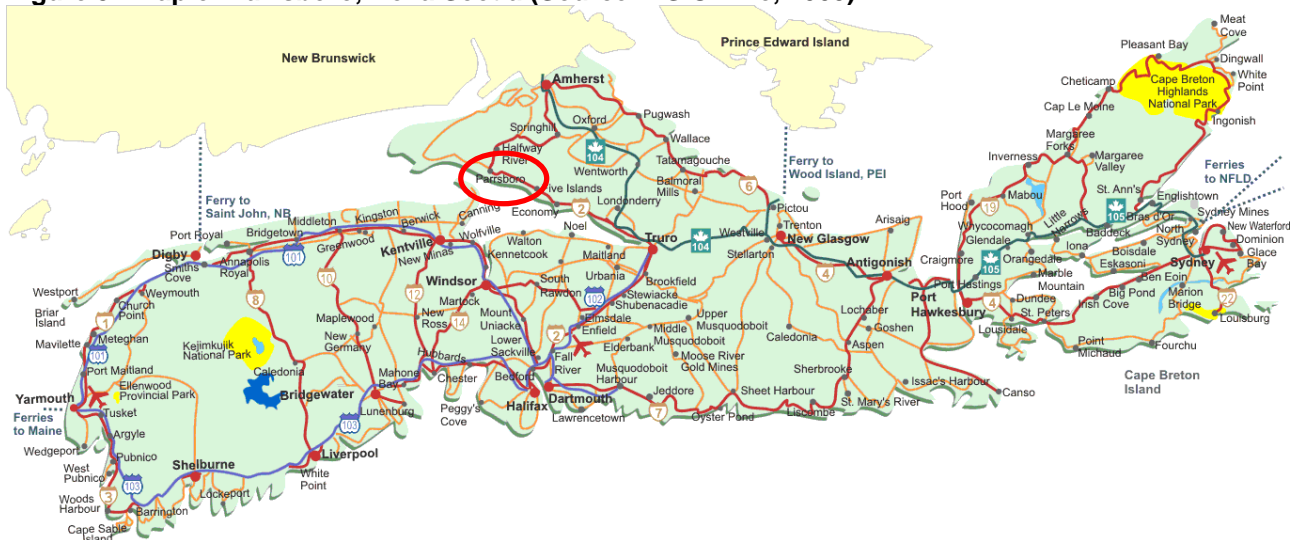 New Brunswick
Prince Edward Island
Meat
Cove
Pleasant Bay
Dingwall
White
Point
Cheticamp
Cape Breton
Highlands
National Park
Cap Le Moine
Ingonish
Amherst
Pugwash
Springhill
Oxford
Wallace
Halfway
River
104
Tatamagouche
Wentworth
Parrsboro
Balmoral
Mills
6
Ferry to
Wood Island, PEI
Margaree
Forks
Margaree
Valley
Inverness
Ferries
to NFLD
St. Ann's
Englishtown
Port
Hood
Mabou
19
Little
Narrows
105
Bras d'Or
Sydney Mines
New Waterford
Whycocomagh
Baddeck
North
Sydney
Dominion
Glace
Bay
Glendale
Iona
Boisdale
Sydney
Craigmore
Orangedale
Eskasoni
105
Marble
Mountain
Ben Eoin
Port Hastings
Big Pond
Marion
Bridge
22
4
Dundee
Irish Cove
Port
Hawkesbury
St. Peters
Louisburg
Lousidale
Point
Michaud
Fourchu
Cape Breton
Island
Five Islands
Londonderry
Economy
2
Pictou
Trenton
Arisaig
Westville
New Glasgow
104
Stellarton
Truro
4
Antigonish
Ferry to
Saint John, NB
Middleton
Kingston
Berwick
Canning
Port Royal
Bridgetown
Wolfville
Walton
Noel
Greenwood
Kentville
New Minas
Kennetcook
Maitland
Digby
101
Smiths
Cove
Annapolis
Royal
10
Windsor
South
Rawdon
Urbania
Brookfield
102
Stewiacke
Shubenacadie
Westport
Weymouth
8
12
Martock
Briar
Island
Church
Point
Maplewood
New
Ross
14
Mount
Uniacke
Elmsdale
Enfield
Upper
Musquodoboit
Lochaber
1
Mavilette
Meteghan
Kejimkujik
National Park
New
Germany
Lower
Sackville
2
Middle
Musquodoboit
Caledonia
Goshen
101
Elderbank
Aspen
Hubbards
Fall
River
Moose River
Gold Mines
Port Maitland
Caledonia
Mahone
Bay
Chester
Bedford
Musquodoboit
Harbour
Sherbrooke
Ellenwood
Provincial Park
Issac's Harbour
Yarmouth
Bridgewater
Peggy's
Cove
Halifax
Dartmouth
Jeddore
Sheet Harbour
Canso
St. Mary's River
Tusket
Lunenburg
Liscombe
Ferries
to Maine
7
Oyster Pond
Lawrencetown
Argyle
103
Wedgeport
Pubnico
Liverpool
West
Pubnico
Shelburne
White
Point
103
Woods
Harbour
3
Lockeport
Barrington
Cape Sable
Island